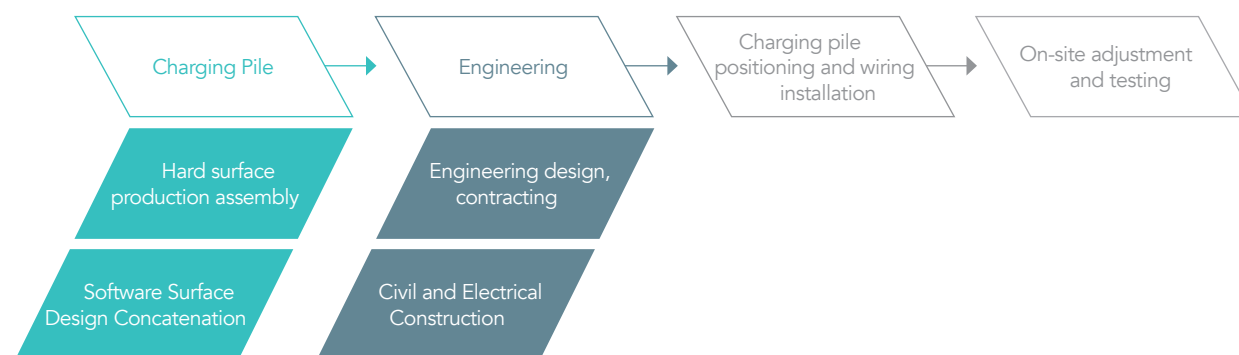 Charging Pile
Engineering
Charging pile
positioning and wiring
installation
On-site adjustment
and testing
Hard surface
production assembly
Engineering design,
contracting
Software Surface
Design Concatenation
Civil and Electrical
Construction